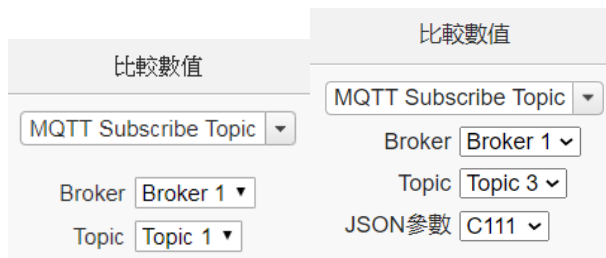 比較數值
MQTT Subscribe Topic
Broker Broker 1
Topic Topic 1
比較數值
MQTT Subscribe Topic
Broker Broker 1
Topic Topic 3
JSON參數 C111